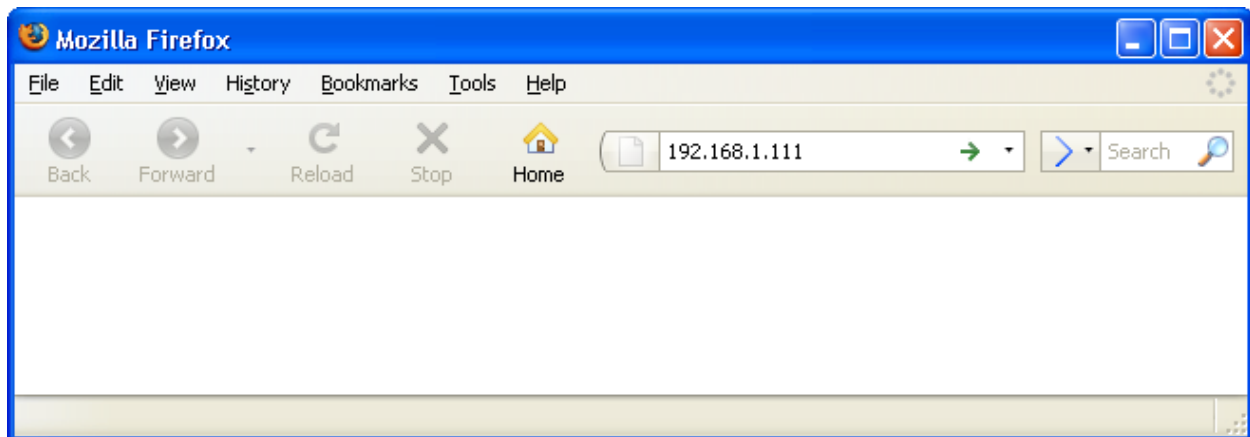 Mozilla Firefox
File Edit View History Bookmarks Tools Help
192.168.1.111 Search
Back Forward Reload Stop Home